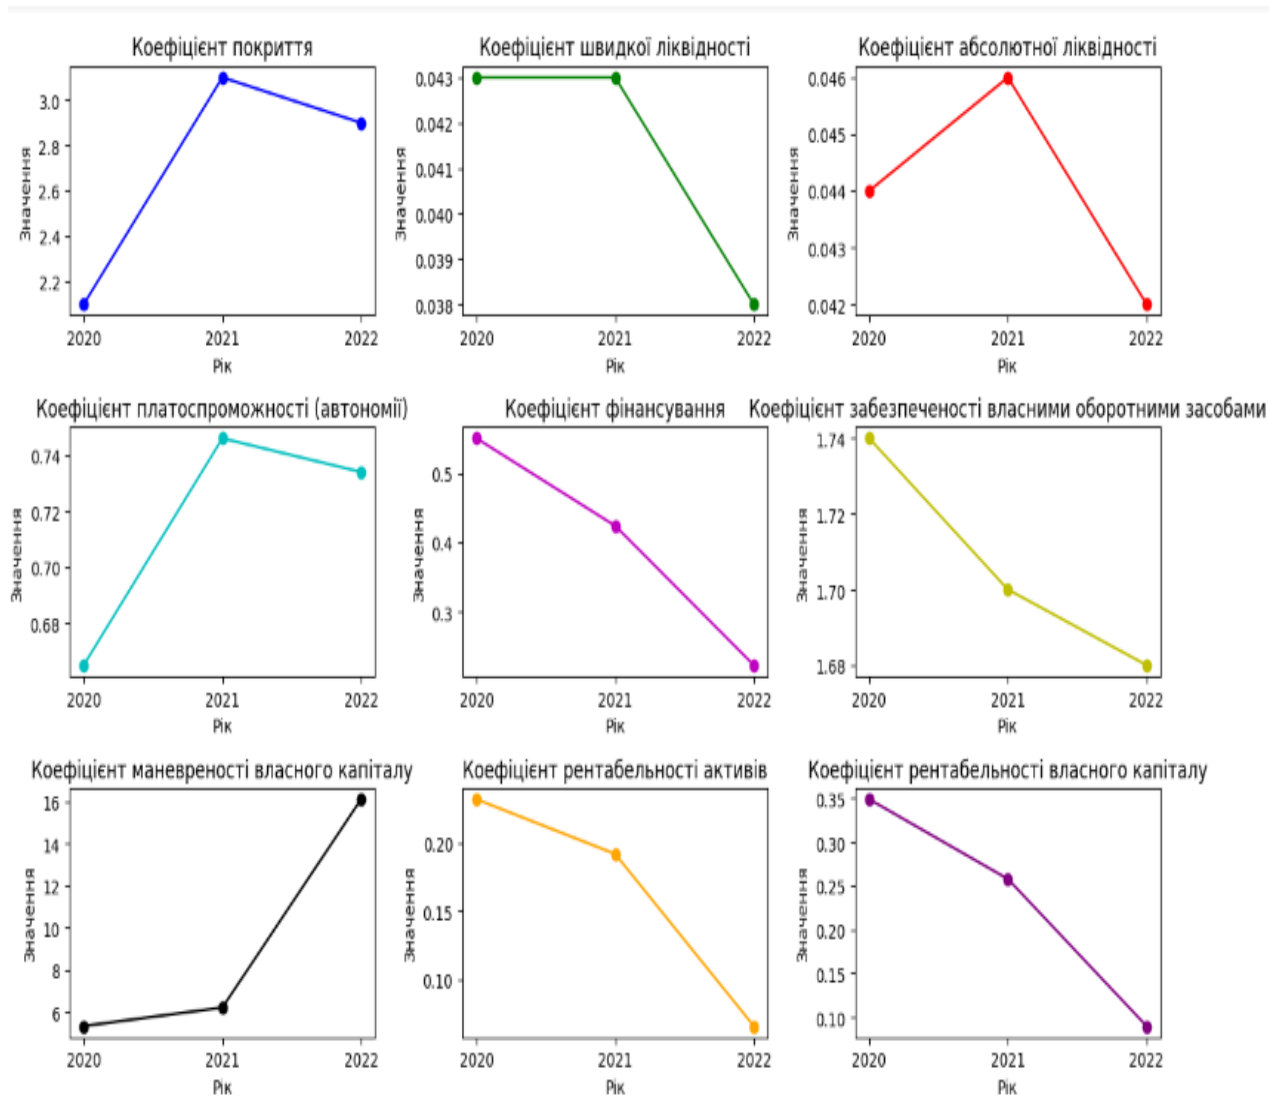 Коефіцієнт покриття
Коефіцієнт швидкої ліквідності
Коефіцієнт абсолютної ліквідності
3.0
2.8
2.6
2.4
2.2
Значення
2020
2021
2022
Рік
0.043
0.042
0.041
0.040
0.039
0.038
Значення
2020
2021
2022
Рік
0.046
0.045
0.044
0.043
0.042
Значення
2020
2021
2022
Рік
Коефіцієнт платоспроможності (автономії)
Коефіцієнт фінансування
Коефіцієнт забезпеченості власними оборотними засобами
0.74
0.72
0.70
0.68
Значення
2020
2021
2022
Рік
0.5
0.4
0.3
Значення
2020
2021
2022
Рік
1.74
1.72
1.70
1.68
Значення
2020
2021
2022
Рік
Коефіцієнт маневреності власного капіталу
Коефіцієнт рентабельності активів
Коефіцієнт рентабельності власного капіталу
16
14
12
10
8
6
Значення
2020
2021
2022
Рік
0.20
0.15
0.10
Значення
2020
2021
2022
Рік
0.35
0.30
0.25
0.20
0.15
0.10
Значення
2020
2021
2022
Рік